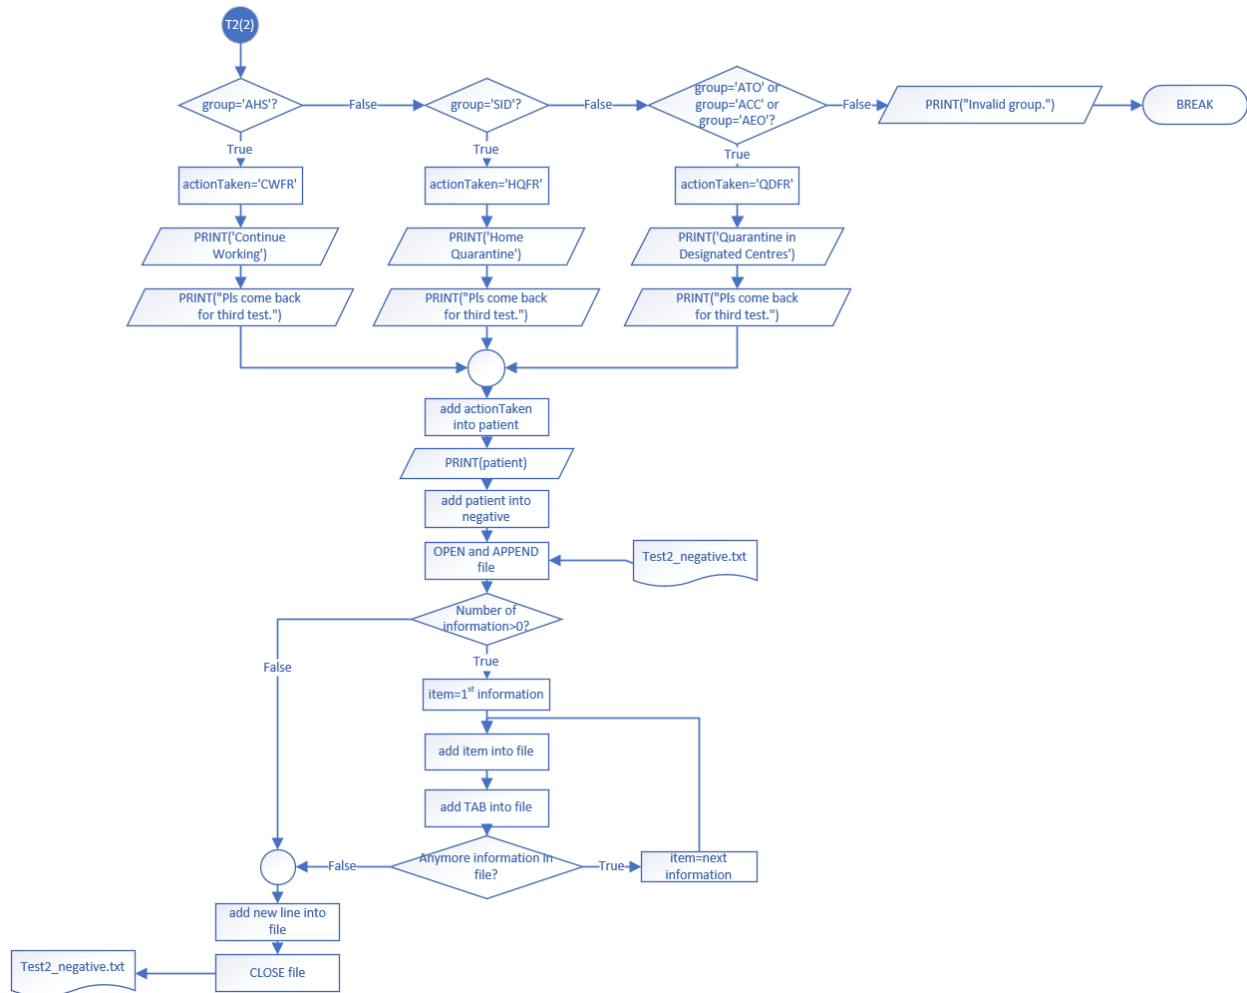 T2(2)
group='AHS'?
False
group='SID'?
False
group='ATO' or
group='ACC' or
group='AEO'?
False
PRINT("Invalid group.")
BREAK
True
True
True
actionTaken='CWFR'
actionTaken='HQFR'
actionTaken='QDFR'
PRINT('Continue
Working')
PRINT('Home
Quarantine')
PRINT('Quarantine in
Designated Centres')
PRINT("Pls come back
for third test.")
PRINT("Pls come back
for third test.")
PRINT("Pls come back
for third test.")
add actionTaken
into patient
PRINT(patient)
add patient into
negative
OPEN and APPEND
file
Test2_negative.txt
Number of
information>0?
False
True
item=1st information
add item into file
add TAB into file
Anymore information in
file?
False
True
item=next
information
add new line into
file
CLOSE file
Test2_negative.txt